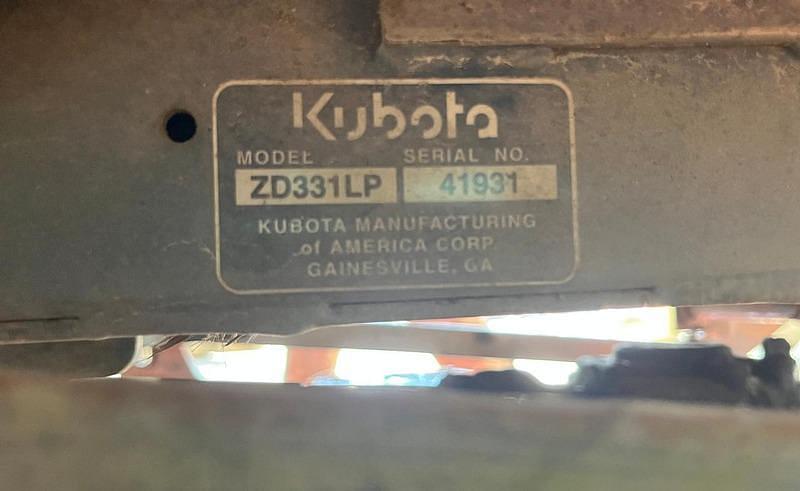 Kubota
MODEL SERIAL NO.
ZD331LP 41931
KUBOTA MANUFACTURING
of AMERICA CORP.
GAINESVILLE, GA